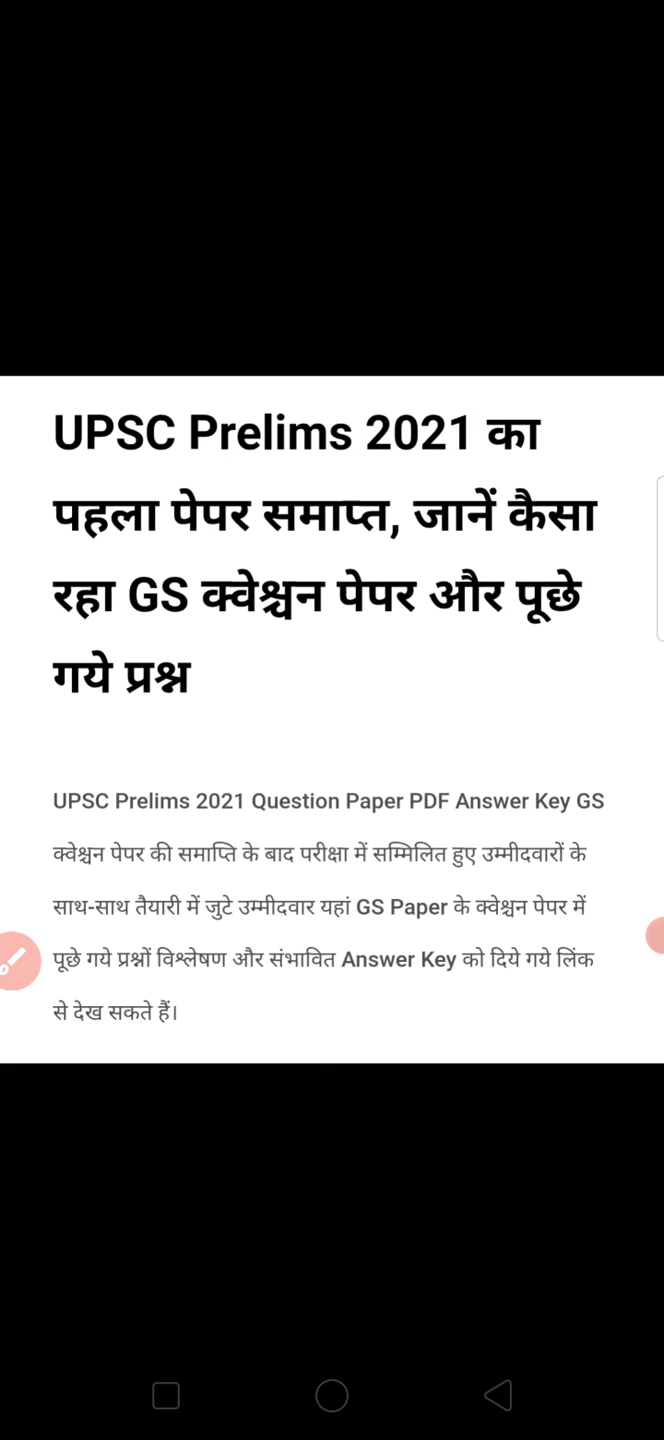 UPSC Prelims 2021 का
पहला पेपर समाप्त, जानें कैसा
रहा GS क्वेश्चन पेपर और पूछे
गये प्रश्न
UPSC Prelims 2021 Question Paper PDF Answer Key GS
क्वेश्चन पेपर की समाप्ति के बाद परीक्षा में सम्मिलित हुए उम्मीदवारों के
साथ-साथ तैयारी में जुटे उम्मीदवार यहां GS Paper के क्वेश्चन पेपर में
पूछे गये प्रश्नों विश्लेषण और संभावित Answer Key को दिये गये लिंक
से देख सकते हैं।